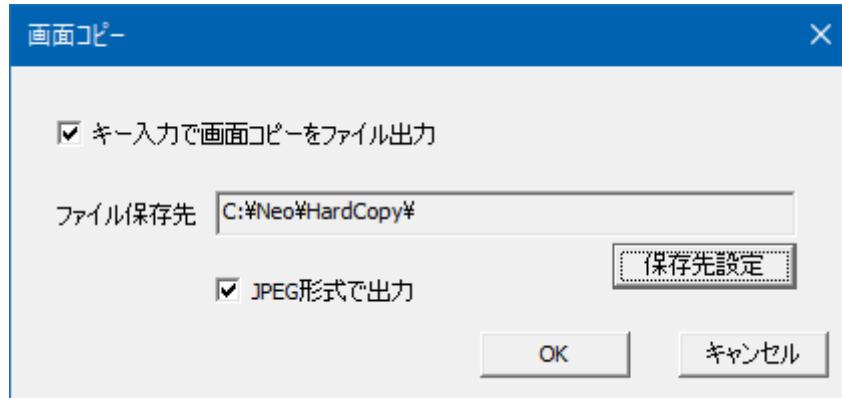 画面コピー
キー入力で画面コピーをファイル出力
ファイル保存先 C:¥Neo¥HardCopy¥
保存先設定
JPEG形式で出力
OK キャンセル